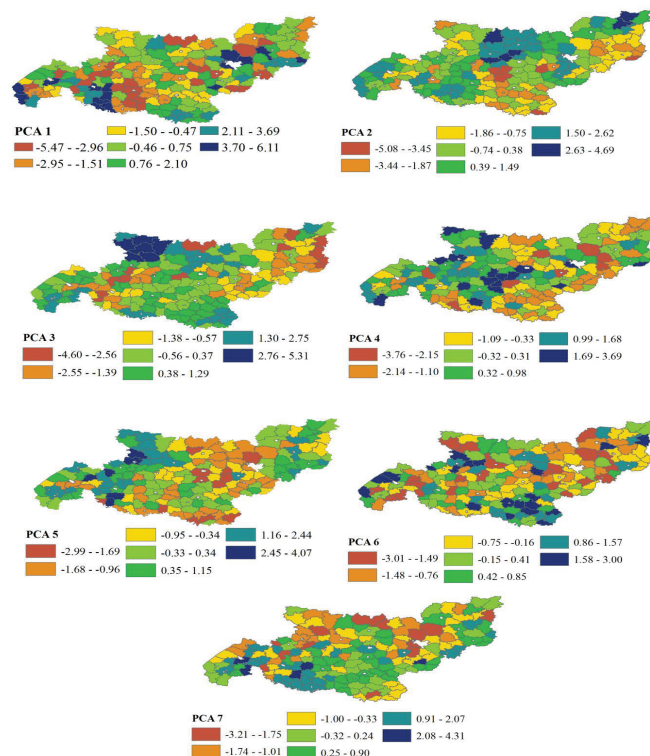 PCA 1
-5.47 - -2.96
-2.95 - -1.51
-1.50 - -0.47
-0.46 - 0.75
0.76 - 2.10
2.11 - 3.69
3.70 - 6.11
PCA 2
-5.08 - -3.45
-3.44 - -1.87
-1.86 - -0.75
-0.74 - 0.38
0.39 - 1.49
1.50 - 2.62
2.63 - 4.69
PCA 3
-4.60 - -2.56
-2.55 - -1.39
-1.38 - -0.57
-0.56 - 0.37
0.38 - 1.29
1.30 - 2.75
2.76 - 5.31
PCA 4
-3.76 - -2.15
-2.14 - -1.10
-1.09 - -0.33
-0.32 - 0.31
0.32 - 0.98
0.99 - 1.68
1.69 - 3.69
PCA 5
-2.99 - -1.69
-1.68 - -0.96
-0.95 - -0.34
-0.33 - 0.34
0.35 - 1.15
1.16 - 2.44
2.45 - 4.07
PCA 6
-3.01 - -1.49
-1.48 - -0.76
-0.75 - -0.16
-0.15 - 0.41
0.42 - 0.85
0.86 - 1.57
1.58 - 3.00
PCA 7
-3.21 - -1.75
-1.74 - -1.01
-1.00 - -0.33
-0.32 - 0.24
0.25 - 0.90
0.91 - 2.07
2.08 - 4.31